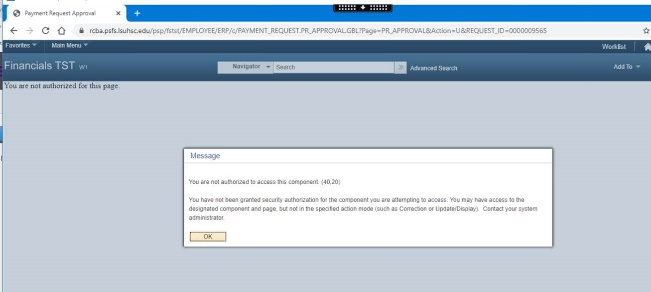 Payment Request Approval
rcba.psfs.lsuhsc.edu/psp/fstst/EMPLOYEE/ERP/c/PAYMENT_REQUEST.PR_APPROVAL.GBL?Page=PR_APPROVAL&Action=U&REQUEST_ID=0000009565
Favorites Main Menu Worklist
Financials TST W1 Navigator Search Advanced Search Add To
You are not authorized for this page.
Message
You are not authorized to access this component. (40,20)
You have not been granted security authorization for the component you are attempting to access. You may have access to the
designated component and page, but not in the specified action mode (such as Correction or Update/Display). Contact your system
administrator.
OK